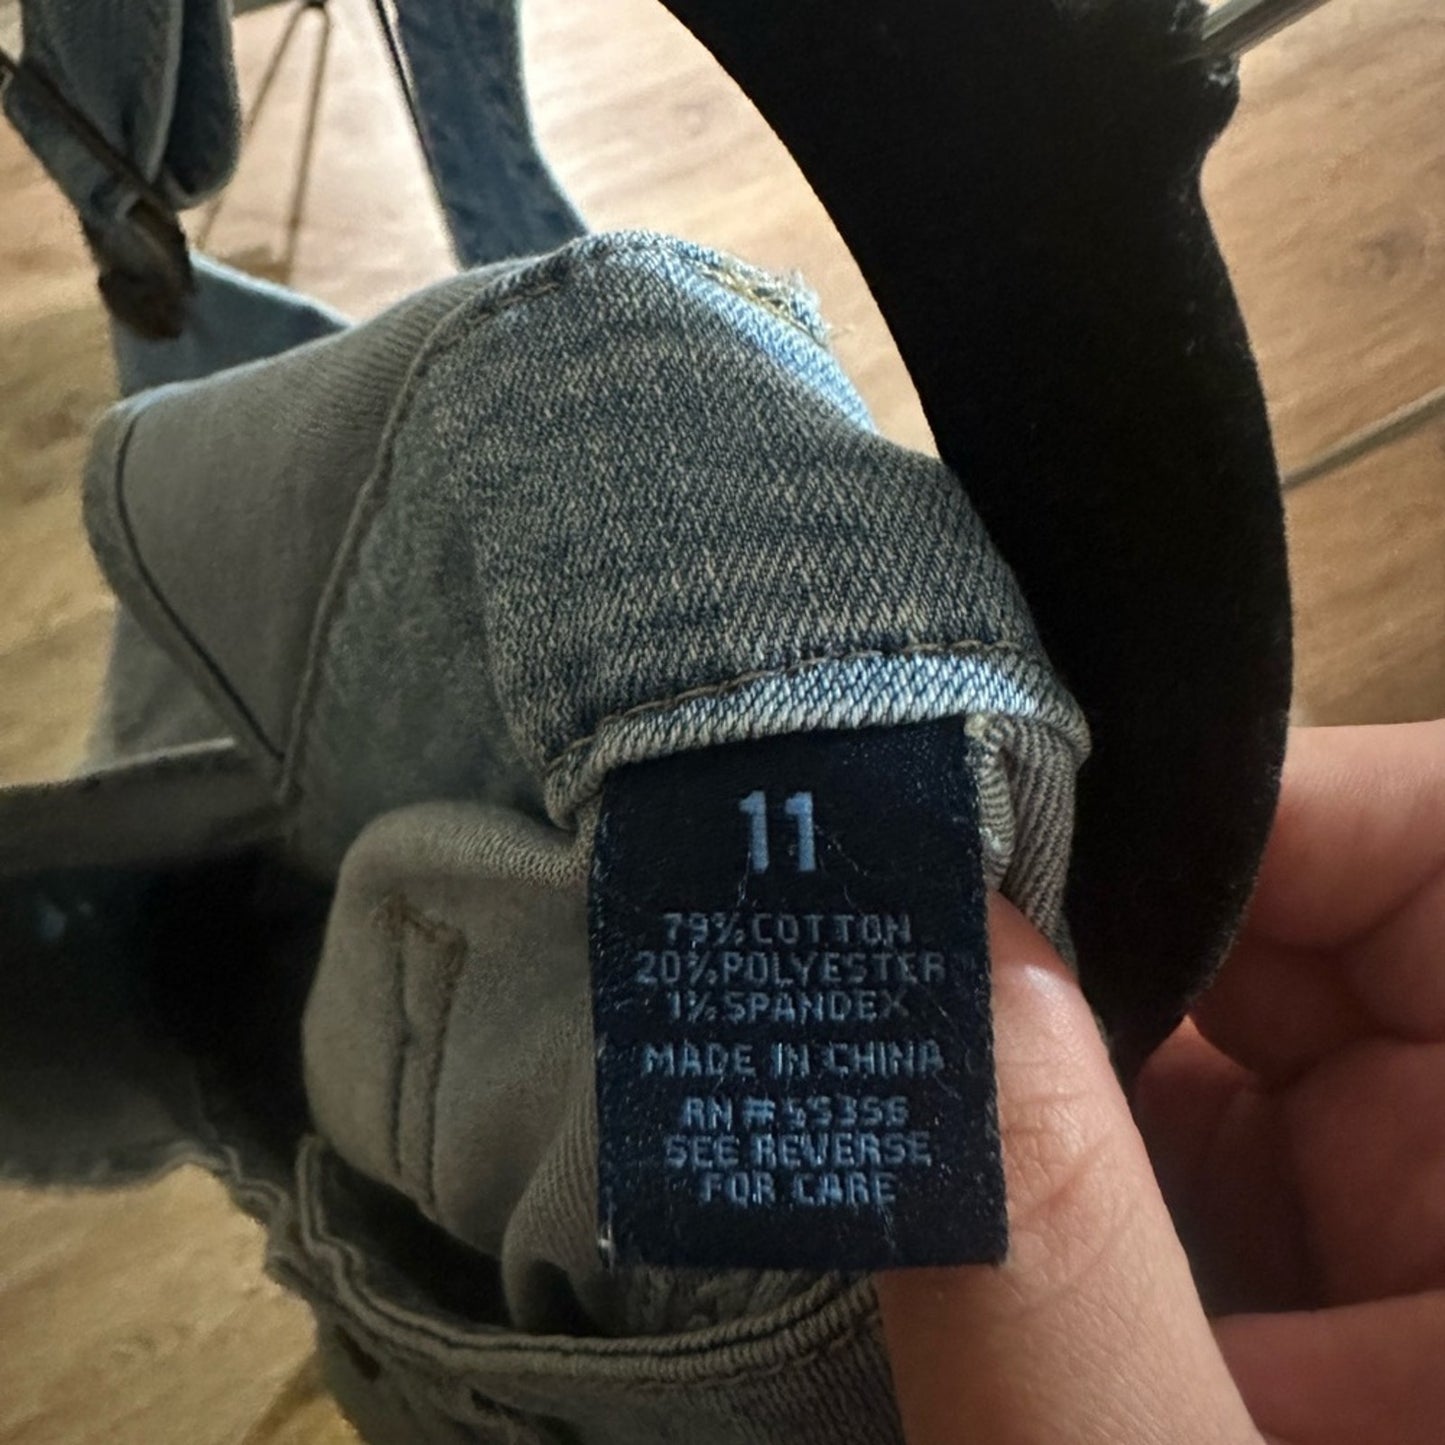 11
79% COTTON
20% POLYESTER
1% SPANDEX
MADE IN CHINA
RN# 55356
SEE REVERSE
FOR CARE